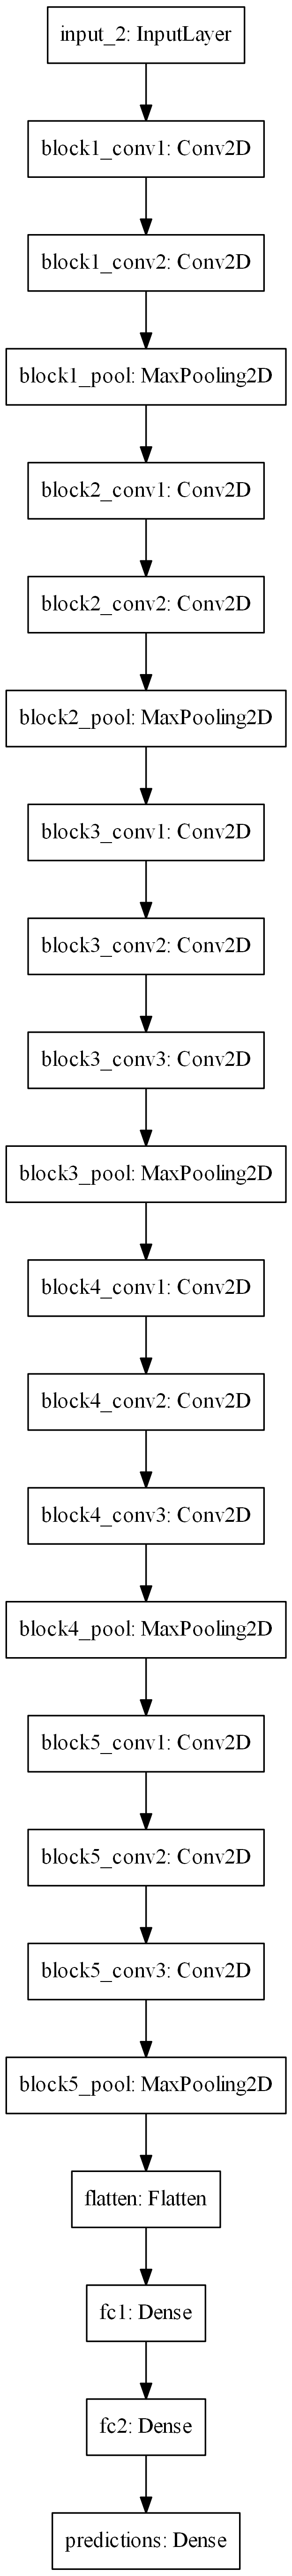 input_2: InputLayer
block1_conv1: Conv2D
block1_conv2: Conv2D
block1_pool: MaxPooling2D
block2_conv1: Conv2D
block2_conv2: Conv2D
block2_pool: MaxPooling2D
block3_conv1: Conv2D
block3_conv2: Conv2D
block3_conv3: Conv2D
block3_pool: MaxPooling2D
block4_conv1: Conv2D
block4_conv2: Conv2D
block4_conv3: Conv2D
block4_pool: MaxPooling2D
block5_conv1: Conv2D
block5_conv2: Conv2D
block5_conv3: Conv2D
block5_pool: MaxPooling2D
flatten: Flatten
fc1: Dense
fc2: Dense
predictions: Dense